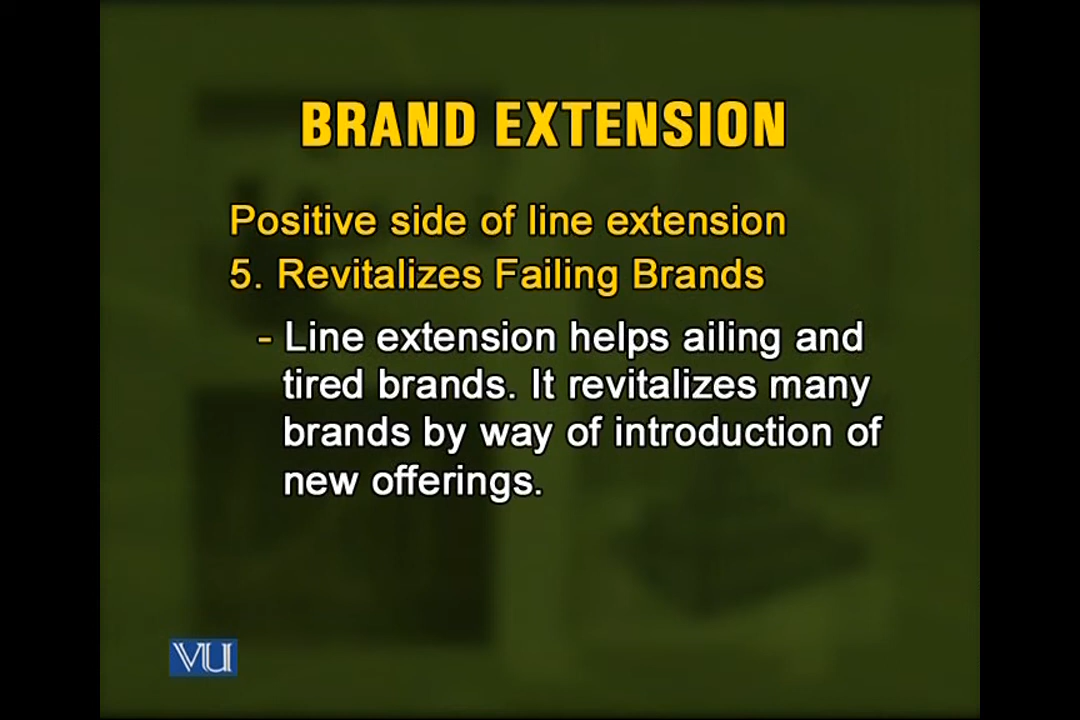 BRAND EXTENSION
Positive side of line extension
5. Revitalizes Failing Brands
- Line extension helps ailing and
tired brands. It revitalizes many
brands by way of introduction of
new offerings.
VU